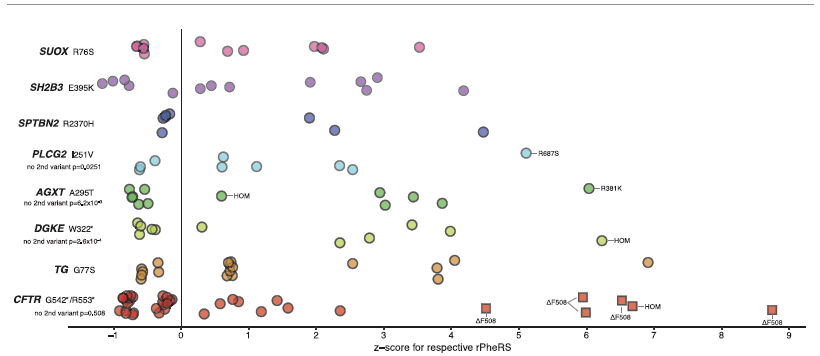 SUOX R76S
SH2B3 E395K
SPTBN2 R2370H
PLCG2 I251V
no 2nd variant p=0.0251
R687S
AGXT A295T
no 2nd variant p=6.2x10⁻³
HOM
R381K
DGKE W322*
no 2nd variant p=2.6x10⁻⁴
HOM
TG G77S
CFTR G542*/R553*
no 2nd variant p=0.508
ΔF508
ΔF508
ΔF508
HOM
ΔF508
−1 0 1 2 3 4 5 6 7 8 9
z−score for respective rPheRS